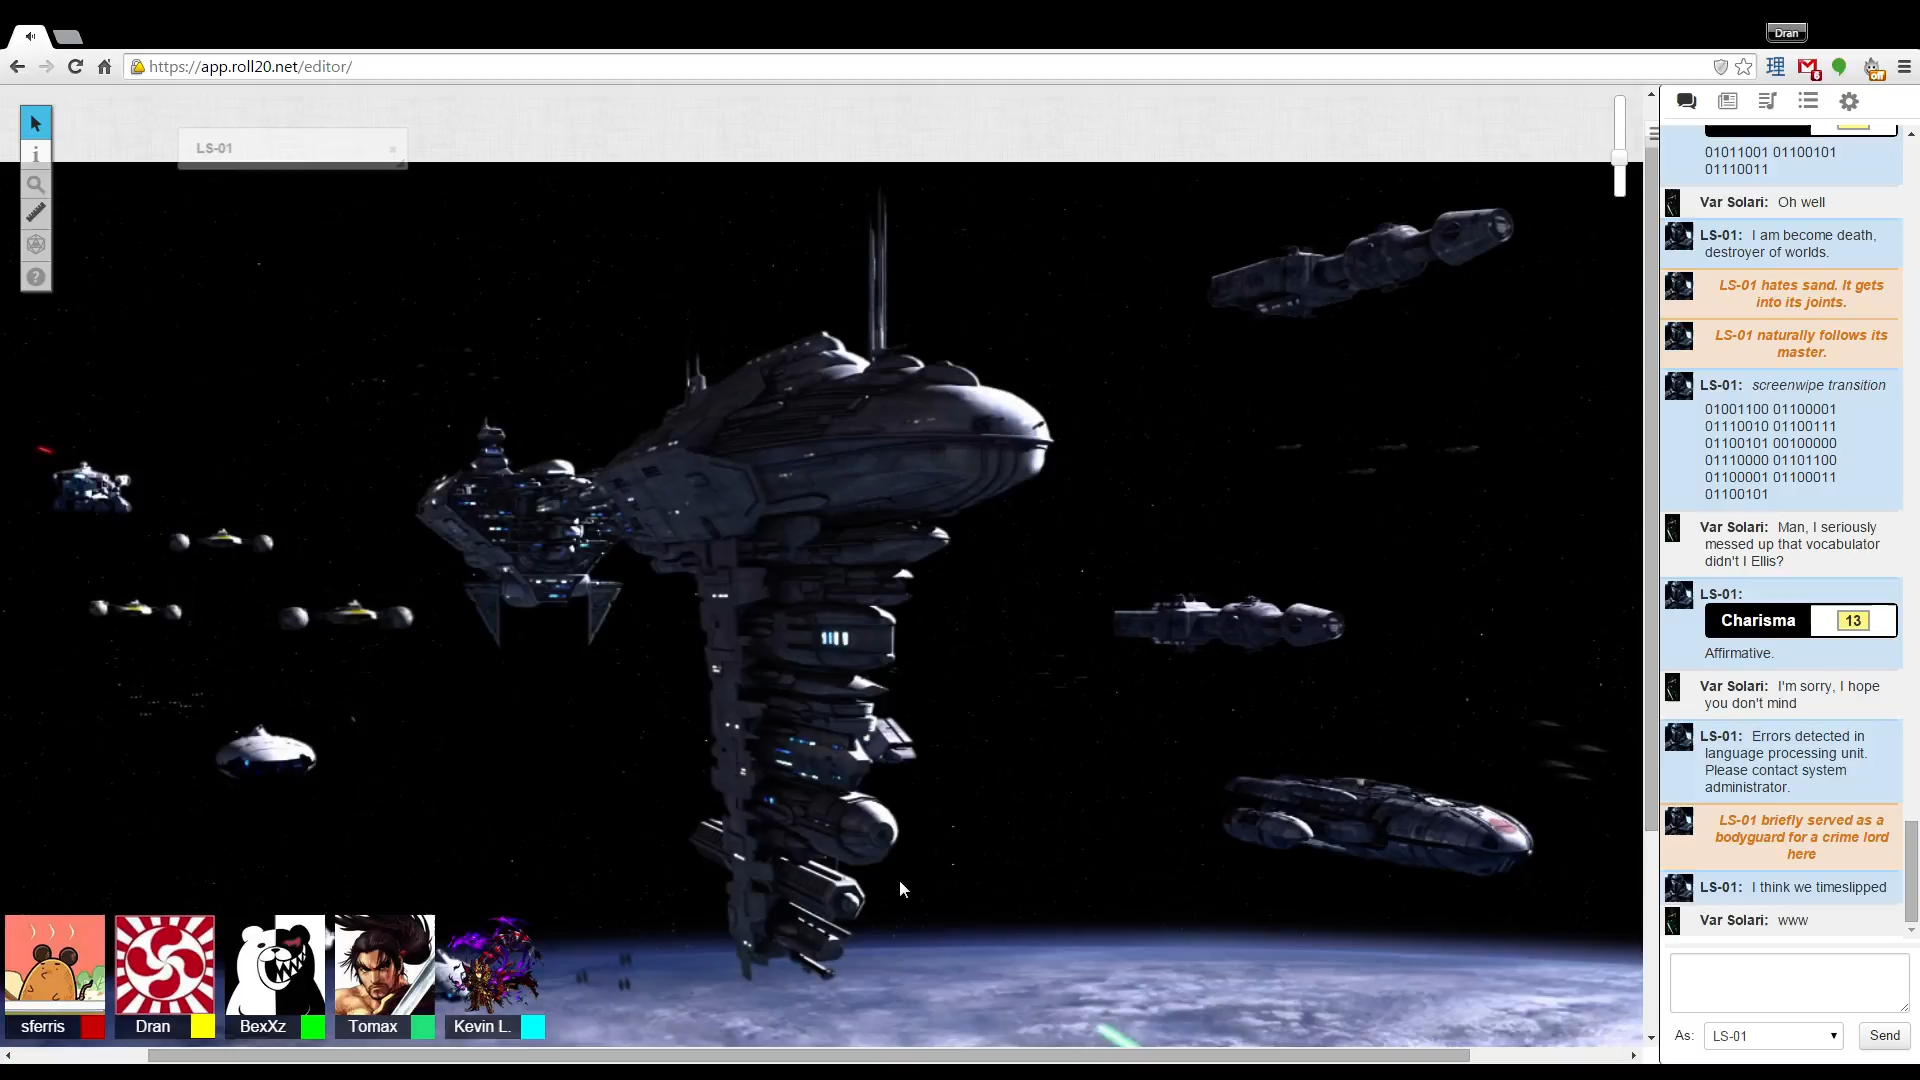 Dran
https://app.roll20.net/editor/
理
6
off
LS-01
01011001 01100101
01110011
Var Solari: Oh well
LS-01: I am become death,
destroyer of worlds.
LS-01 hates sand. It gets
into its joints.
LS-01 naturally follows its
master.
LS-01: screenwipe transition
01001100 01100001
01110010 01100111
01100101 00100000
01110000 01101100
01100001 01100011
01100101
Var Solari: Man, I seriously
messed up that vocabulator
didn't I Ellis?
LS-01:
Charisma 13
Affirmative.
Var Solari: I'm sorry, I hope
you don't mind
LS-01: Errors detected in
language processing unit.
Please contact system
administrator.
LS-01 briefly served as a
bodyguard for a crime lord
here
LS-01: I think we timeslipped
Var Solari: www
sferris
Dran
BexXz
Tomax
Kevin L.
As: LS-01 Send